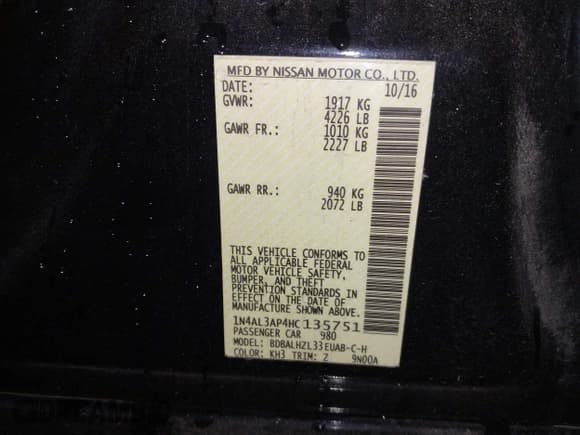 MFD BY NISSAN MOTOR CO., LTD.
DATE: 10/16
GVWR: 1917 KG
4226 LB
GAWR FR.: 1010 KG
2227 LB
GAWR RR.: 940 KG
2072 LB
THIS VEHICLE CONFORMS TO
ALL APPLICABLE FEDERAL
MOTOR VEHICLE SAFETY,
BUMPER, AND THEFT
PREVENTION STANDARDS IN
EFFECT ON THE DATE OF
MANUFACTURE SHOWN ABOVE.
1N4AL3AP4HC135751
PASSENGER CAR 980
MODEL: BDBALHZL33EUAB-C-H
COLOR: KH3 TRIM: Z 9N00A